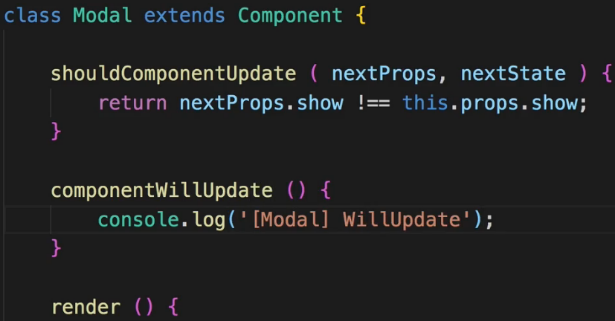 class Modal extends Component {
shouldComponentUpdate ( nextProps, nextState ) {
return nextProps.show !== this.props.show;
}
componentWillUpdate () {
console.log('[Modal] WillUpdate');
}
render () {